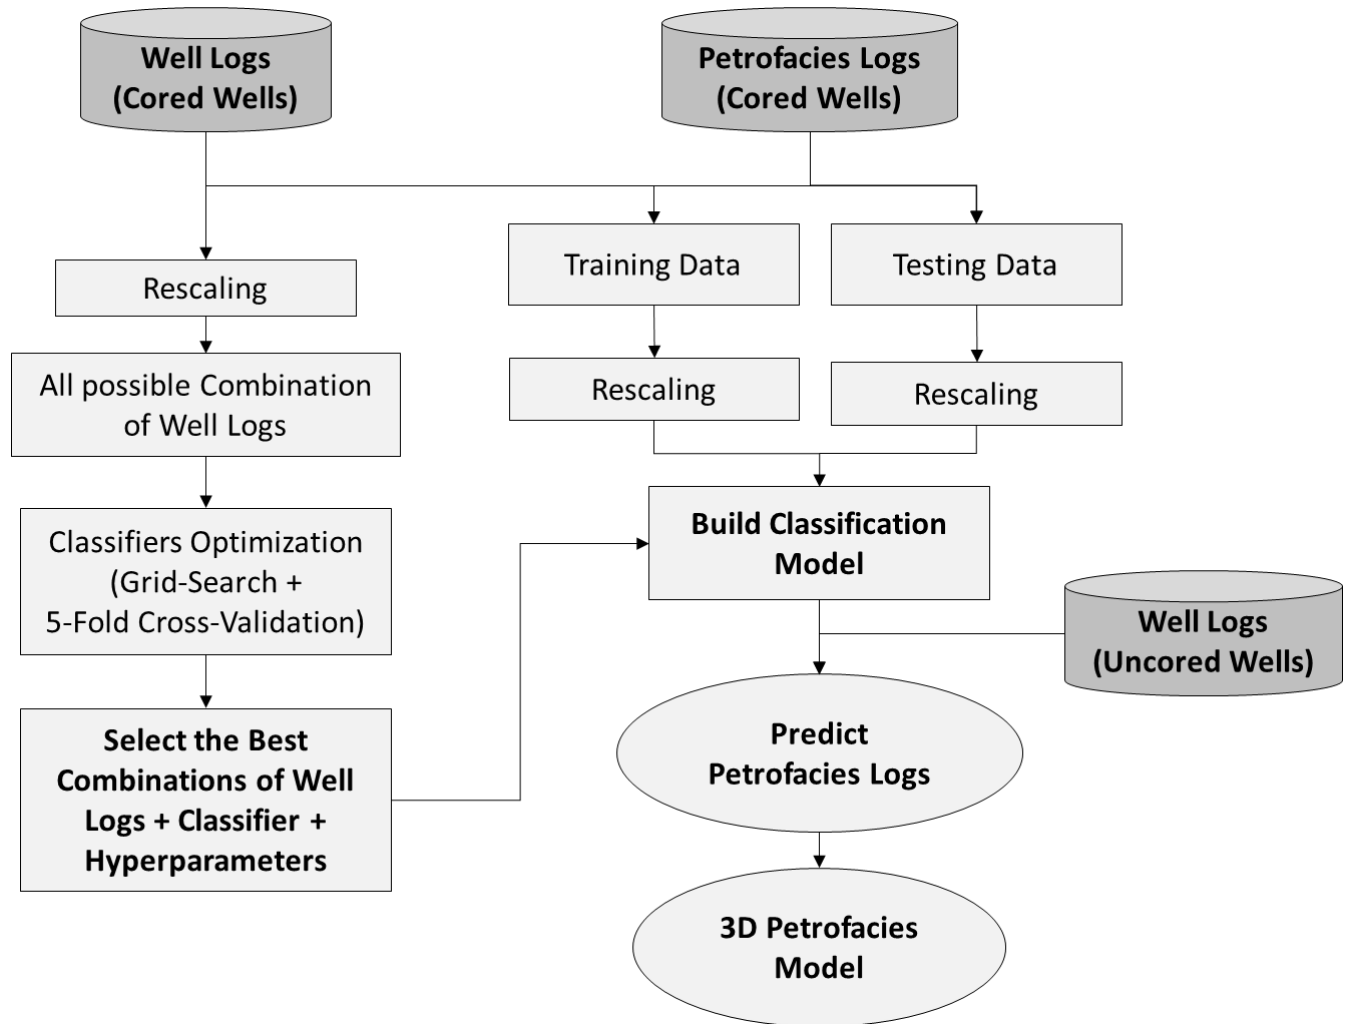 Well Logs
(Cored Wells)
Petrofacies Logs
(Cored Wells)
Rescaling
Training Data
Testing Data
All possible Combination
of Well Logs
Rescaling
Rescaling
Classifiers Optimization
(Grid-Search +
5-Fold Cross-Validation)
Build Classification
Model
Well Logs
(Uncored Wells)
Select the Best
Combinations of Well
Logs + Classifier +
Hyperparameters
Predict
Petrofacies Logs
3D Petrofacies
Model